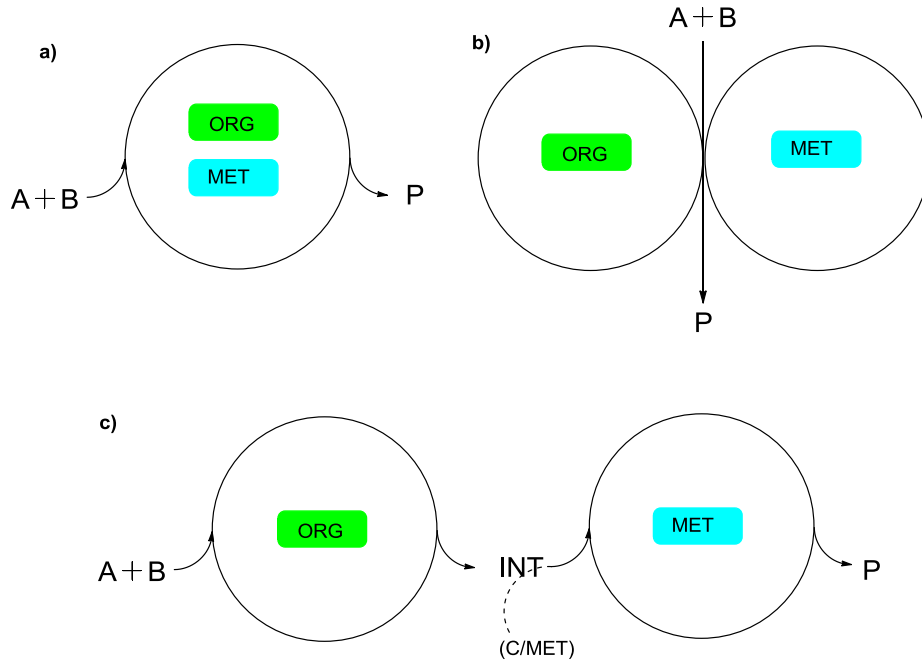 a)
ORG
MET
A+B
P
b)
A+B
ORG
MET
P
c)
A+B
ORG
INT
(C/MET)
MET
P